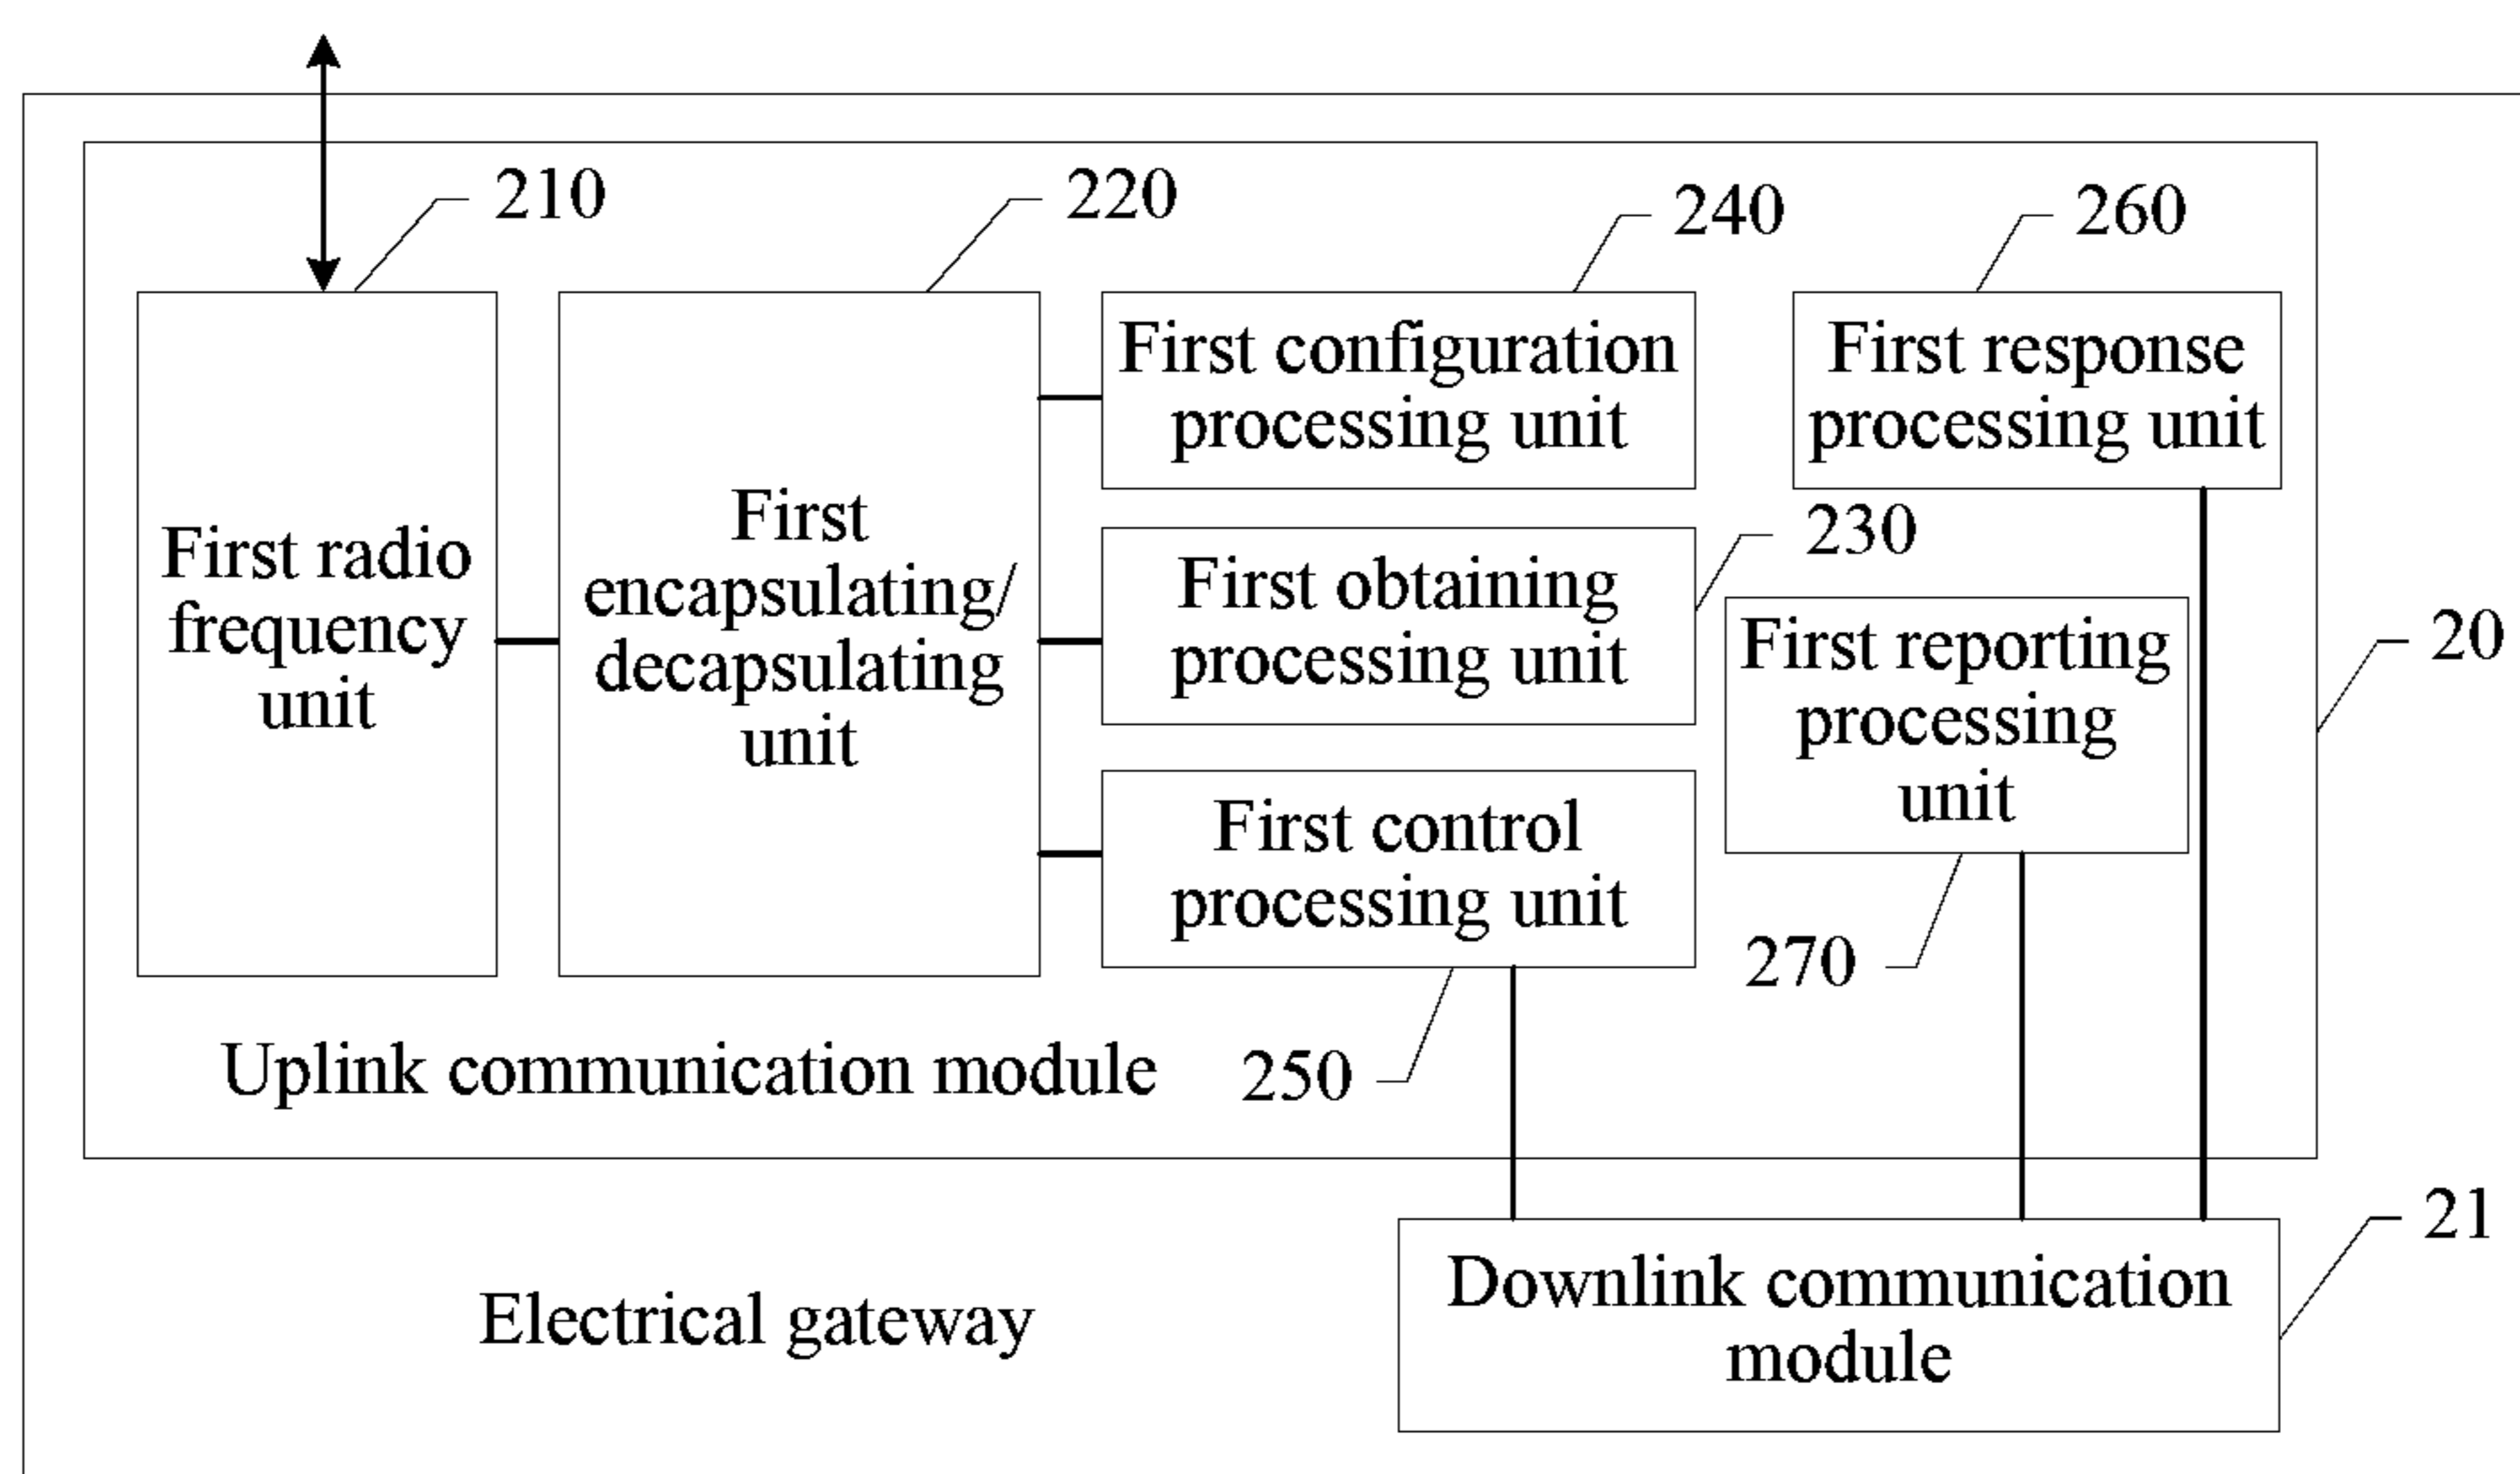 210
220
240
260
First radio
frequency
unit
First
encapsulating/
decapsulating
unit
First configuration
processing unit
First response
processing unit
230
First obtaining
processing unit
First reporting
processing
unit
20
First control
processing unit
270
Uplink communication module
250
21
Downlink communication
module
Electrical gateway